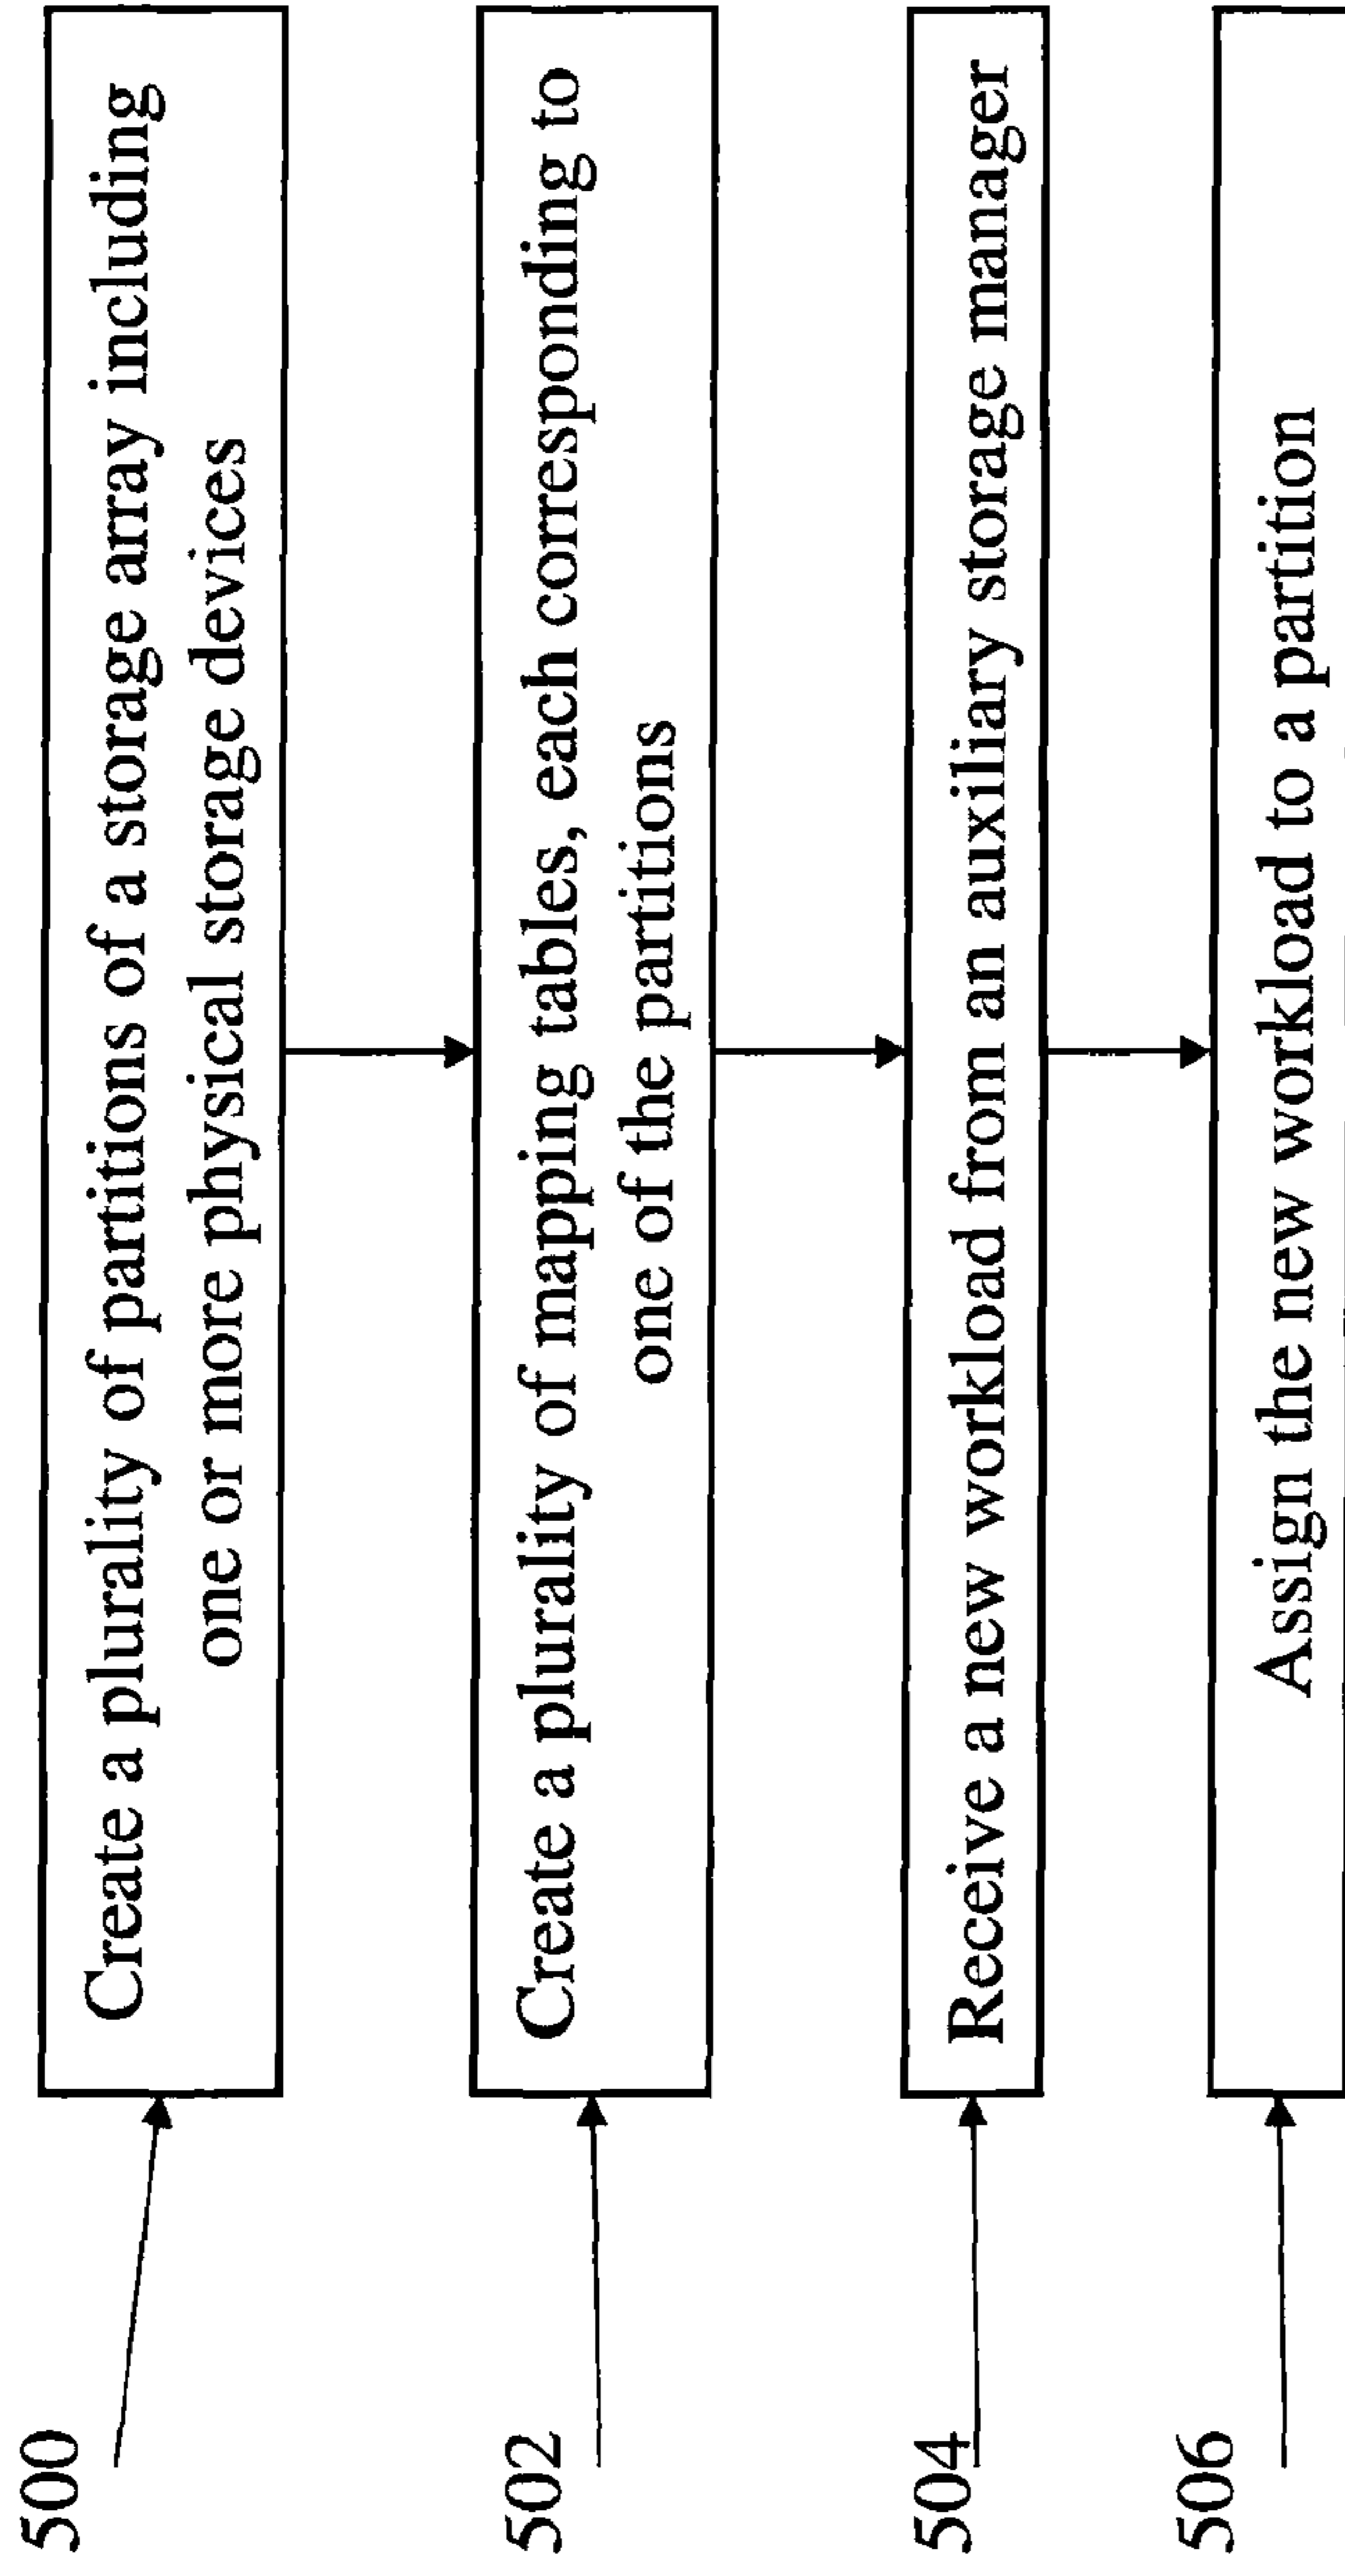 500
Create a plurality of partitions of a storage array including
one or more physical storage devices
502
Create a plurality of mapping tables, each corresponding to
one of the partitions
504
Receive a new workload from an auxiliary storage manager
506
Assign the new workload to a partition